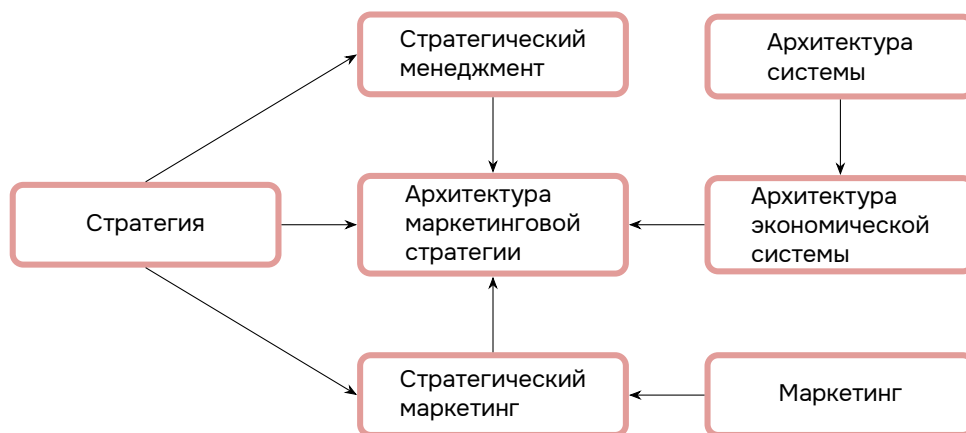 Стратегический
менеджмент
Архитектура
системы
Стратегия
Архитектура
маркетинговой
стратегии
Архитектура
экономической
системы
Стратегический
маркетинг
Маркетинг